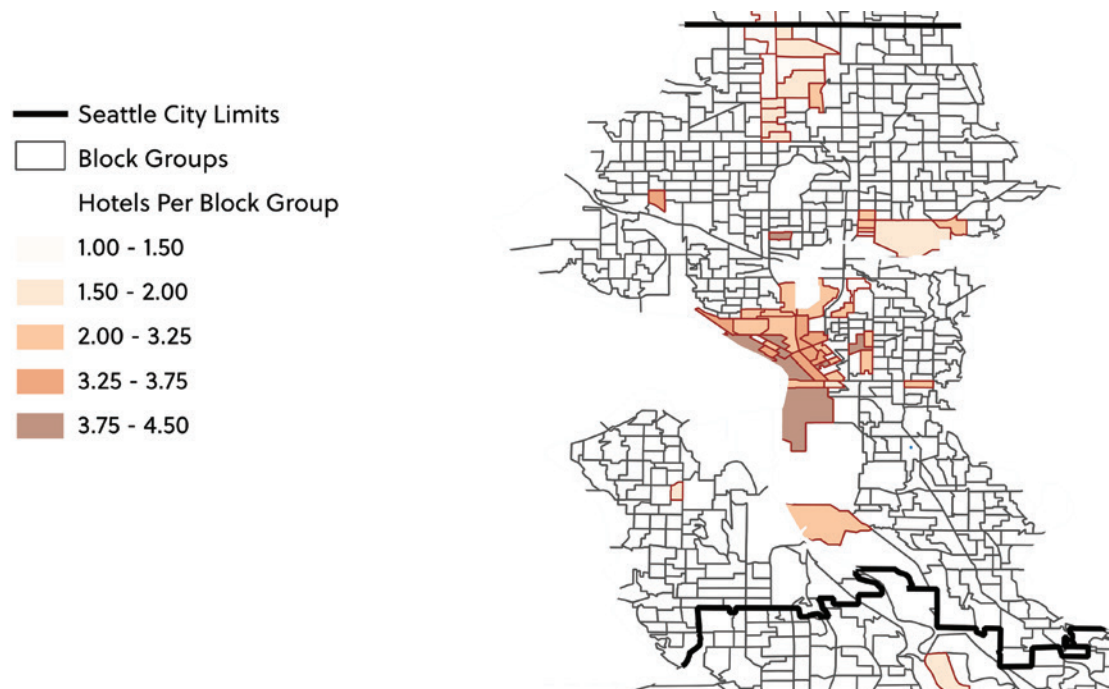 Seattle City Limits
Block Groups
Hotels Per Block Group
1.00 - 1.50
1.50 - 2.00
2.00 - 3.25
3.25 - 3.75
3.75 - 4.50